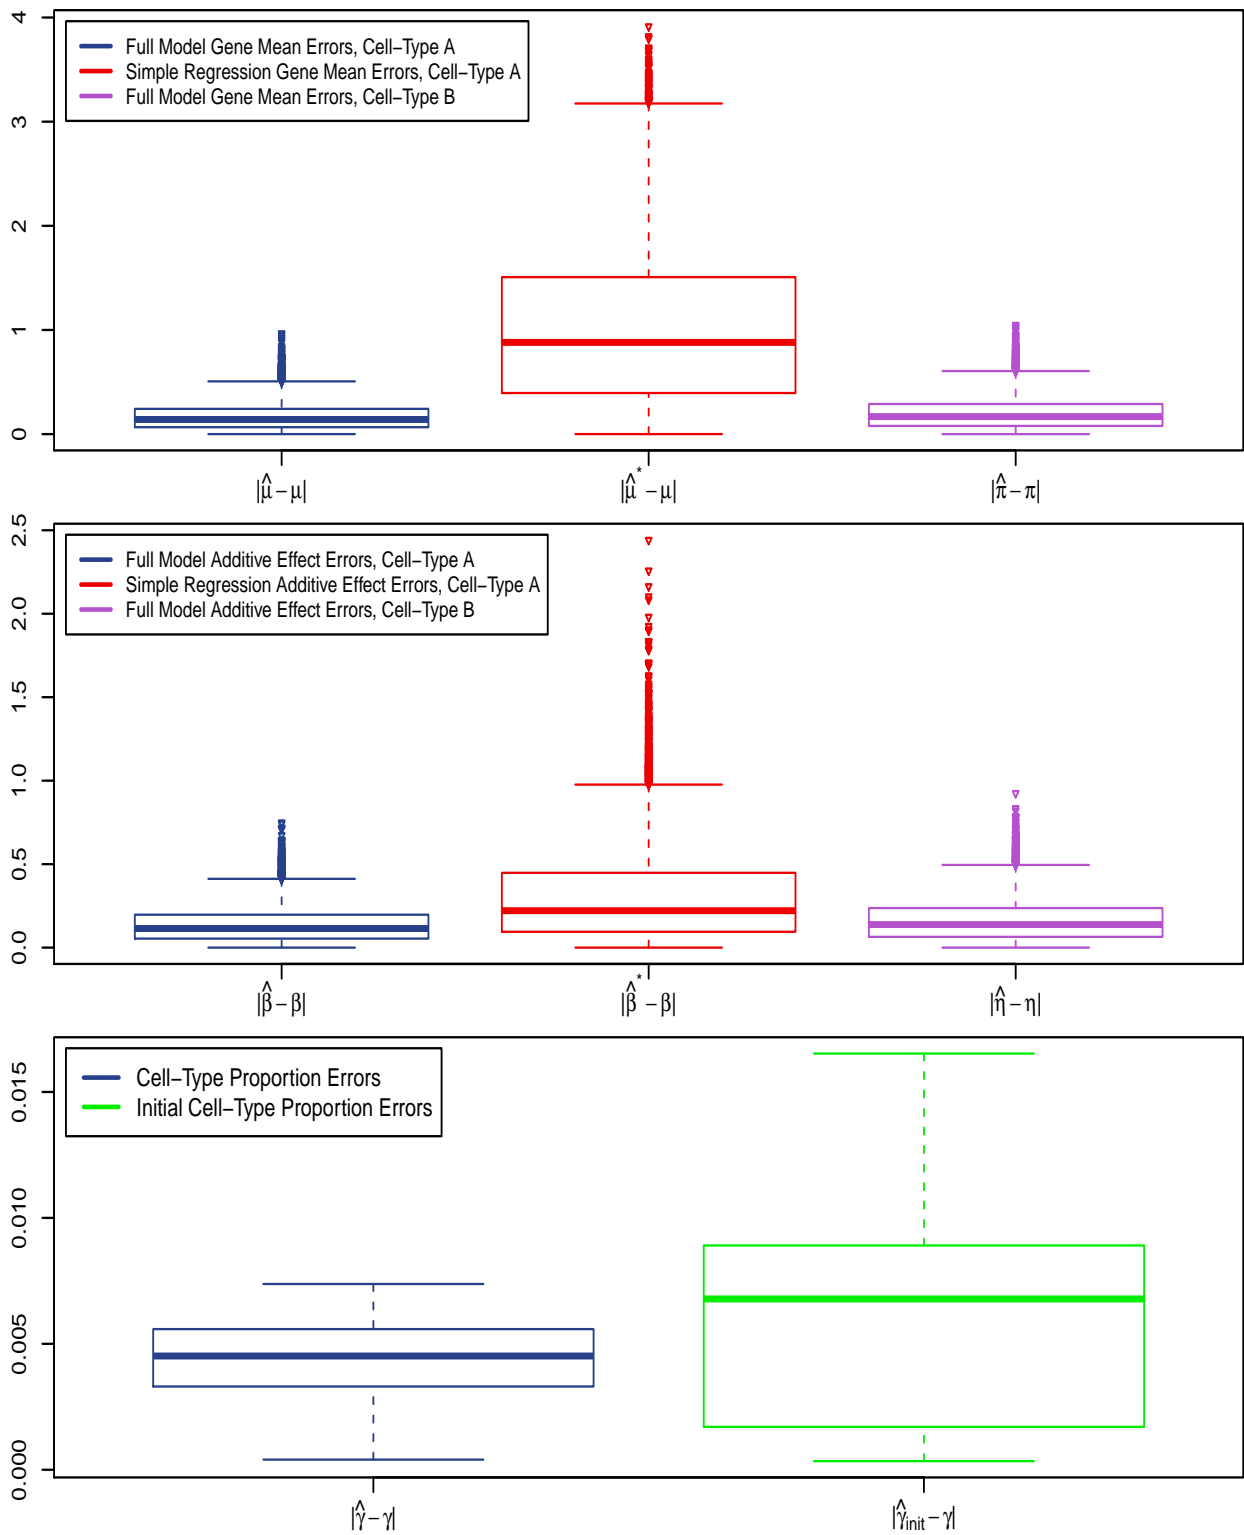 4
3
2
1
0
Full Model Gene Mean Errors, Cell−Type A
Simple Regression Gene Mean Errors, Cell−Type A
Full Model Gene Mean Errors, Cell−Type B
|μ̂ − μ|
|μ̂* − μ|
|π̂ − π|
2.5
2.0
1.5
1.0
0.5
0.0
Full Model Additive Effect Errors, Cell−Type A
Simple Regression Additive Effect Errors, Cell−Type A
Full Model Additive Effect Errors, Cell−Type B
|β̂ − β|
|β̂* − β|
|η̂ − η|
0.015
0.010
0.005
0.000
Cell−Type Proportion Errors
Initial Cell−Type Proportion Errors
|γ̂ − γ|
|γ̂init − γ|